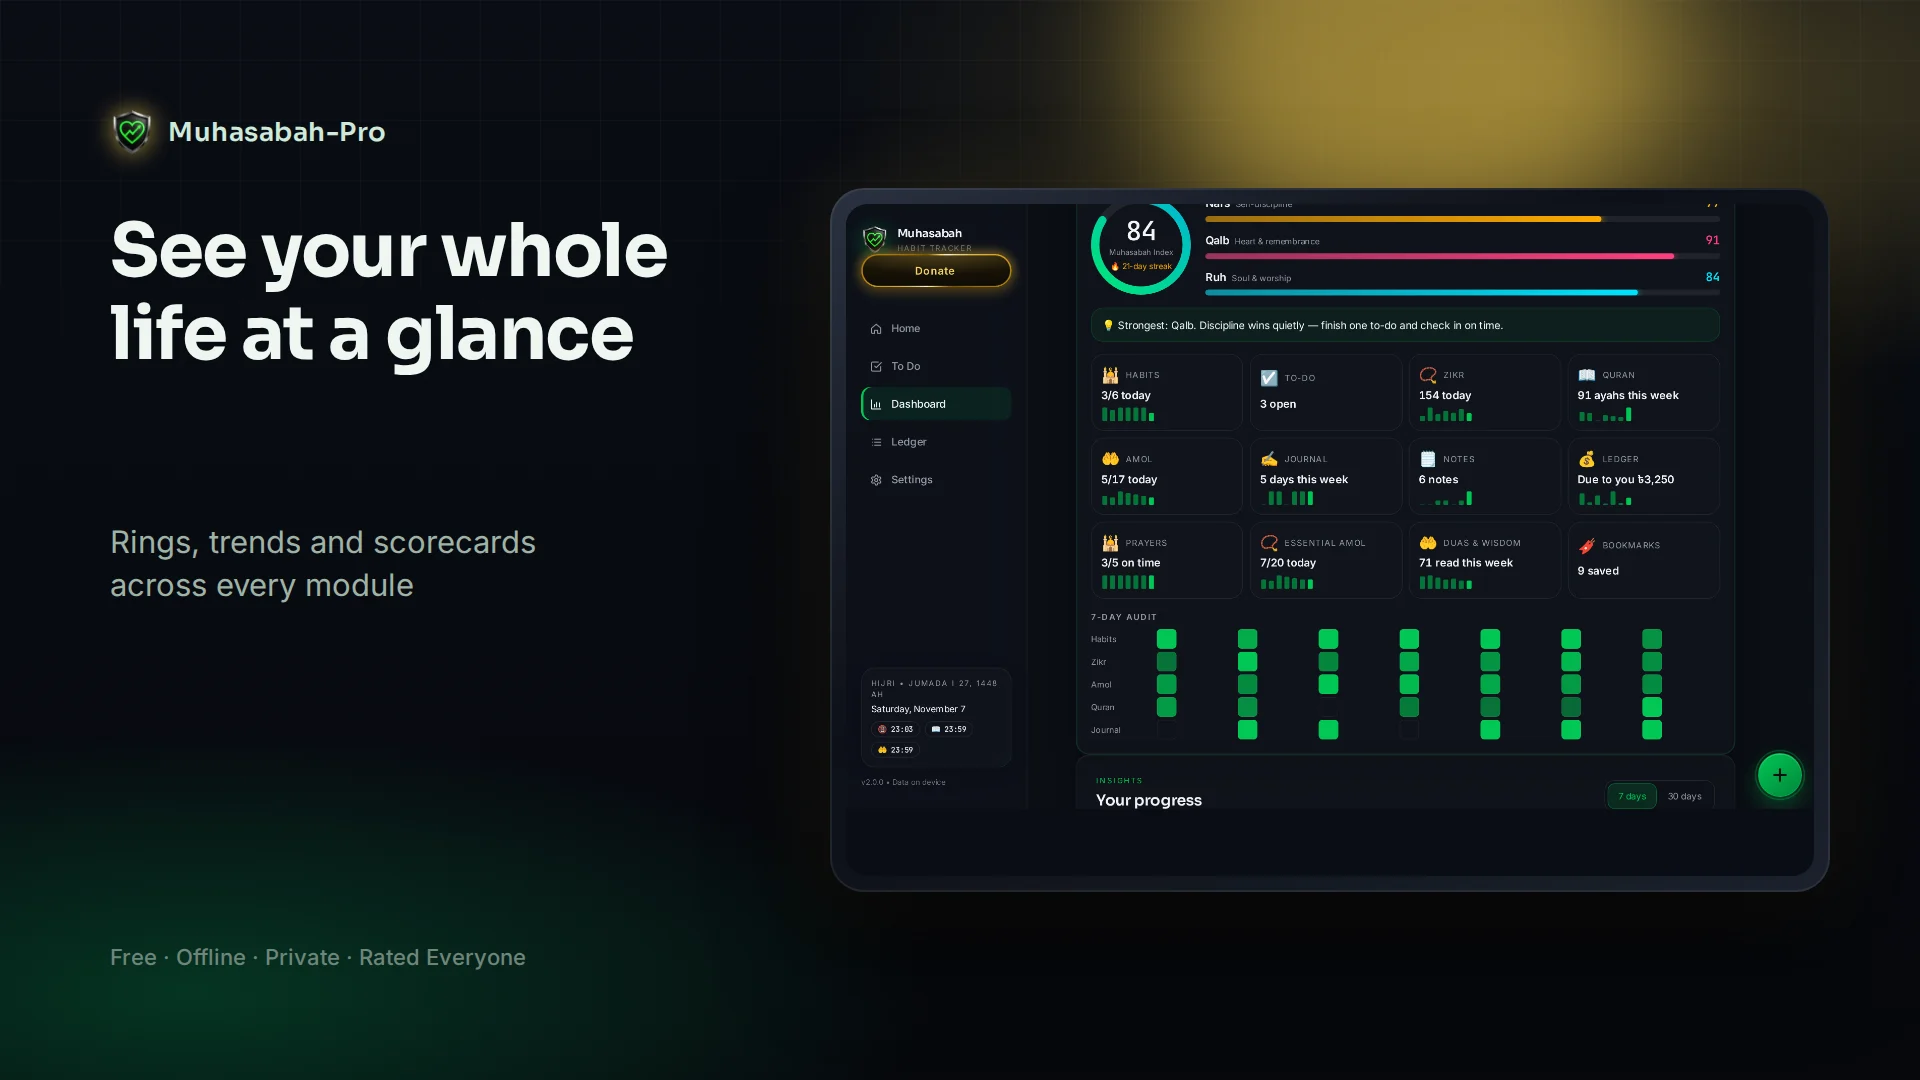 Muhasabah-Pro
See your whole
life at a glance
Rings, trends and scorecards
across every module
Free · Offline · Private · Rated Everyone
Muhasabah
HABIT TRACKER
Donate
Home
To Do
Dashboard
Ledger
Settings
HIJRI • JUMADA I 27, 1448
AH
Saturday, November 7
23:03
23:59
23:59
v2.0.0 • Data on device
84
Muhasabah Index
21-day streak
Nafs Self-discipline 77
Qalb Heart & remembrance 91
Ruh Soul & worship 84
Strongest: Qalb. Discipline wins quietly — finish one to-do and check in on time.
HABITS
3/6 today
TO-DO
3 open
ZIKR
154 today
QURAN
91 ayahs this week
AMOL
5/17 today
JOURNAL
5 days this week
NOTES
6 notes
LEDGER
Due to you ৳3,250
PRAYERS
3/5 on time
ESSENTIAL AMOL
7/20 today
DUAS & WISDOM
71 read this week
BOOKMARKS
9 saved
7-DAY AUDIT
Habits
Zikr
Amol
Quran
Journal
INSIGHTS
Your progress
7 days
30 days